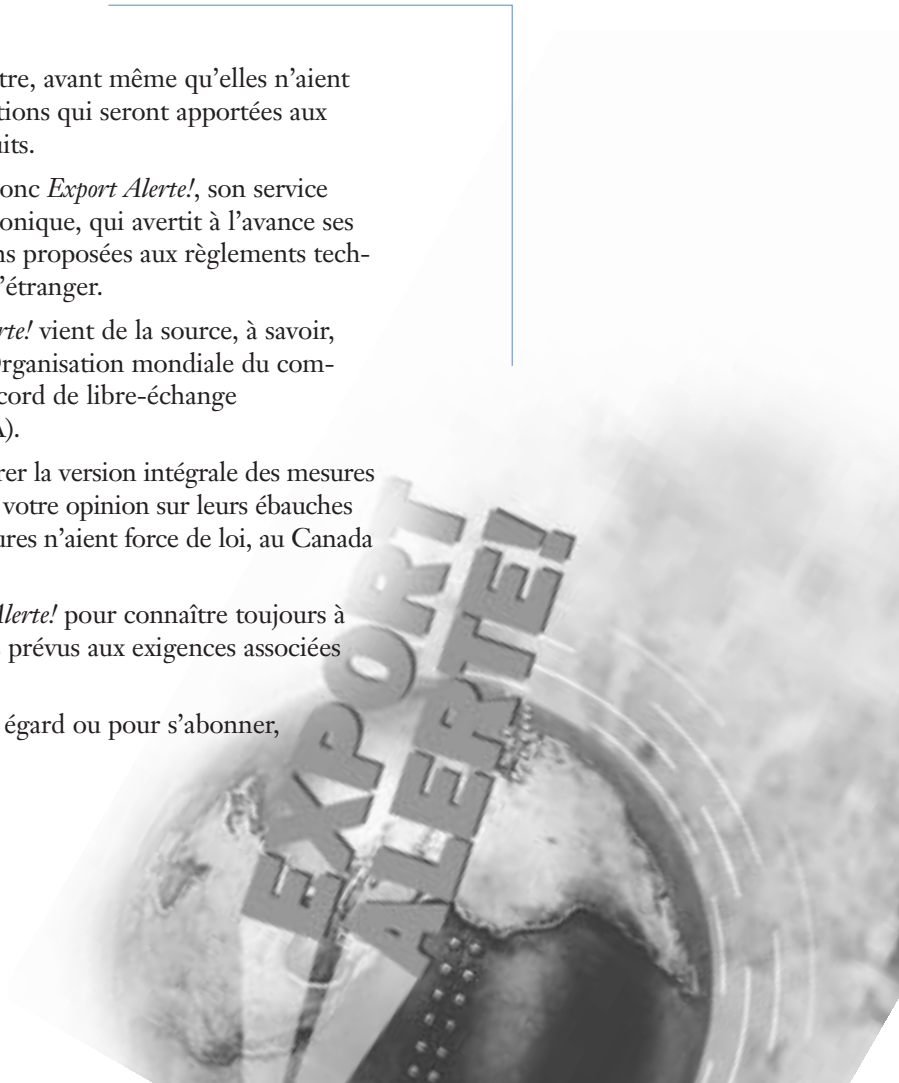 tre, avant même qu’elles n’aient
tions qui seront apportées aux
uits.
onc Export Alerte!, son service
onique, qui avertit à l’avance ses
ns proposées aux règlements tech-
’étranger.
rte! vient de la source, à savoir,
Organisation mondiale du com-
cord de libre-échange
A).
rer la version intégrale des mesures
votre opinion sur leurs ébauches
ures n’aient force de loi, au Canada
Alerte! pour connaître toujours à
prévus aux exigences associées
égard ou pour s’abonner,
EXPORT
ALERTE!